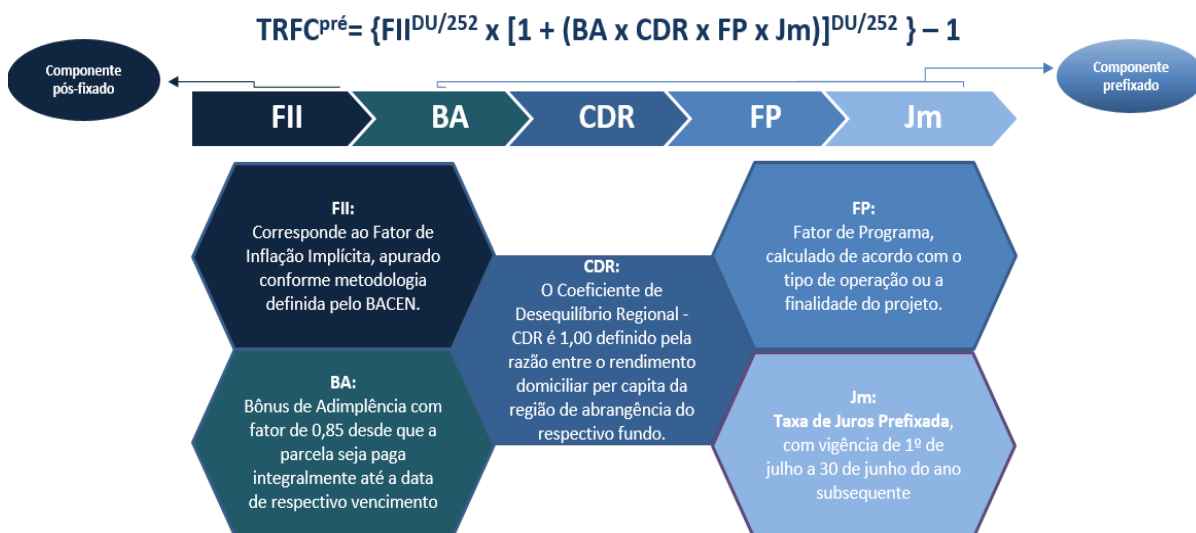 TRFCpré= {FIIDU/252 x [1 + (BA x CDR x FP x Jm)]DU/252 } – 1
Componente
pós-fixado
Componente
prefixado
FII
BA
CDR
FP
Jm
FII:
Corresponde ao Fator de
Inflação Implícita, apurado
conforme metodologia
definida pelo BACEN.
BA:
Bônus de Adimplência com
fator de 0,85 desde que a
parcela seja paga
integralmente até a data
de respectivo vencimento
CDR:
O Coeficiente de
Desequilíbrio Regional -
CDR é 1,00 definido pela
razão entre o rendimento
domiciliar per capita da
região de abrangência do
respectivo fundo.
FP:
Fator de Programa,
calculado de acordo com o
tipo de operação ou a
finalidade do projeto.
Jm:
Taxa de Juros Prefixada,
com vigência de 1º de
julho a 30 de junho do ano
subsequente